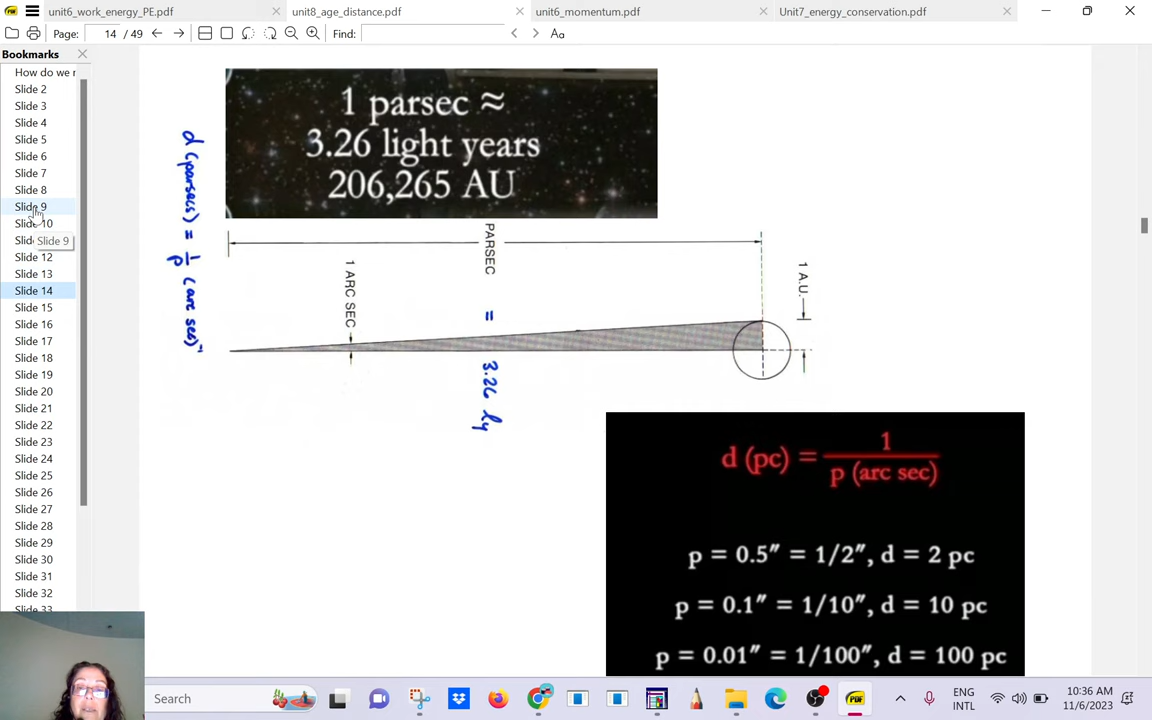 unit6_work_energy_PE.pdf
unit8_age_distance.pdf
unit6_momentum.pdf
Unit7_energy_conservation.pdf
Page: 14 / 49
Find:
Aa
Bookmarks
How do we r
Slide 2
Slide 3
Slide 4
Slide 5
Slide 6
Slide 7
Slide 8
Slide 9
Slide 10
Slid
Slide 9
Slide 12
Slide 13
Slide 14
Slide 15
Slide 16
Slide 17
Slide 18
Slide 19
Slide 20
Slide 21
Slide 22
Slide 23
Slide 24
Slide 25
Slide 26
Slide 27
Slide 28
Slide 29
Slide 30
Slide 31
Slide 32
Slide 33
1 parsec ≈
3.26 light years
206,265 AU
d (parsecs) = 1/p (arc sec)"
PARSEC = 3.26 ly
1 ARC SEC
1 A.U.
d (pc) = 1 / p (arc sec)
p = 0.5″ = 1/2″, d = 2 pc
p = 0.1″ = 1/10″, d = 10 pc
p = 0.01″ = 1/100″, d = 100 pc
Search
ENG
INTL
10:36 AM
11/6/2023